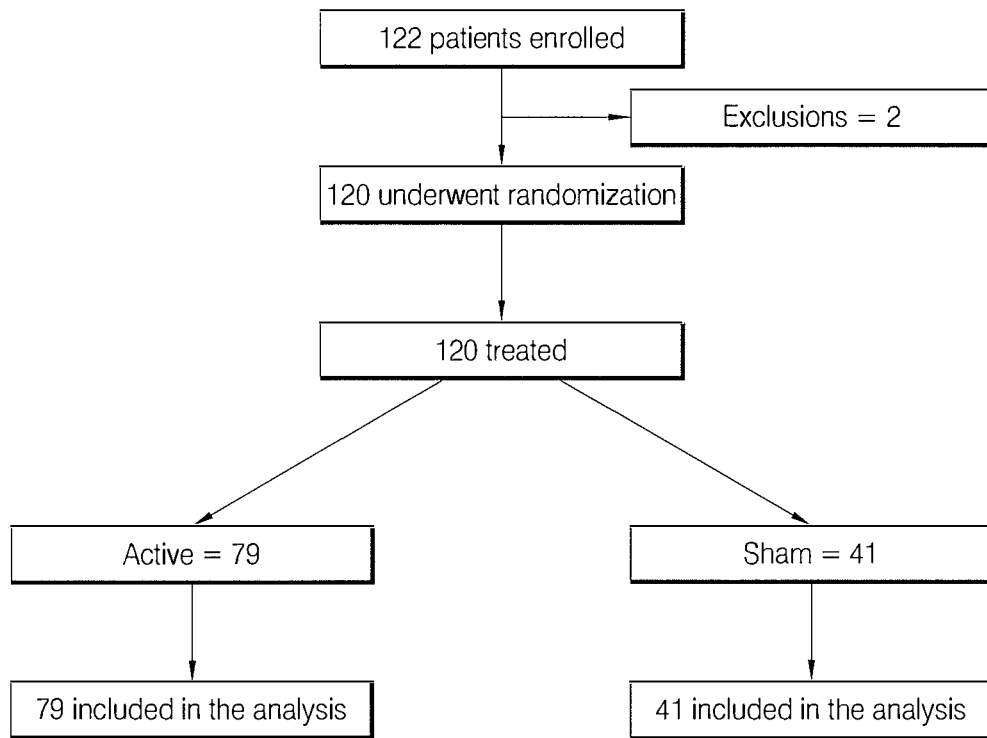 122 patients enrolled
Exclusions = 2
120 underwent randomization
120 treated
Active = 79
Sham = 41
79 included in the analysis
41 included in the analysis